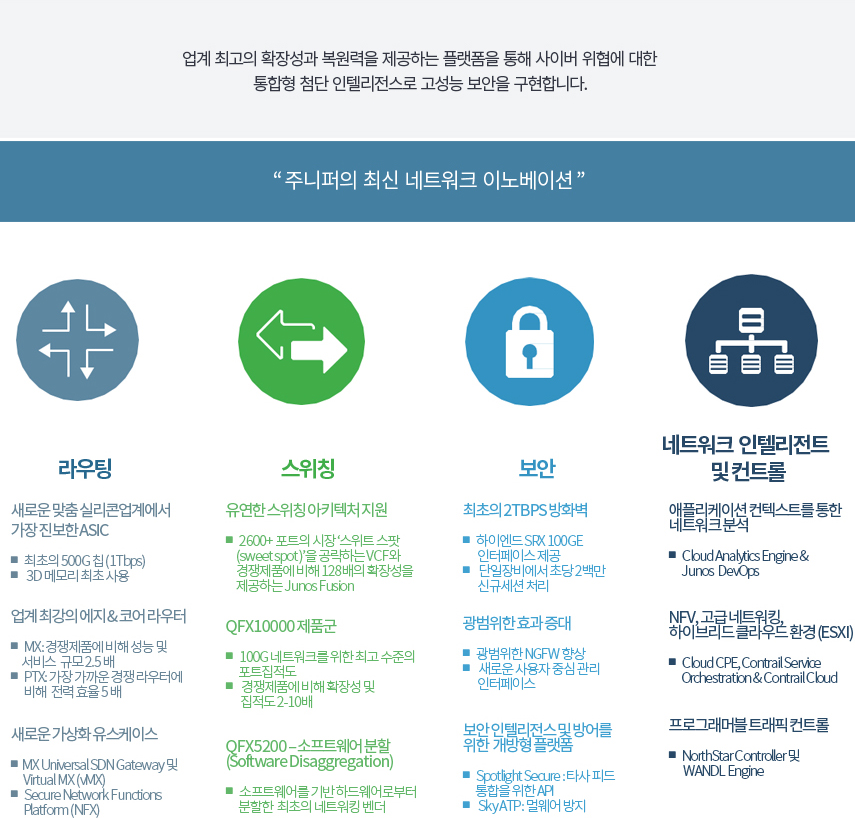 업계 최고의 확장성과 복원력을 제공하는 플랫폼을 통해 사이버 위협에 대한
통합형 첨단 인텔리전스로 고성능 보안을 구현합니다.
“ 주니퍼의 최신 네트워크 이노베이션 ”
라우팅
새로운 맞춤 실리콘업계에서
가장 진보한 ASIC
■ 최초의 500G 칩 (1Tbps)
■ 3D 메모리 최초 사용
업계 최강의 에지 & 코어 라우터
■ MX: 경쟁제품에 비해 성능 및
서비스 규모 2.5 배
■ PTX: 가장 가까운 경쟁 라우터에
비해 전력 효율 5 배
새로운 가상화 유스케이스
■ MX Universal SDN Gateway 및
Virtual MX (vMX)
■ Secure Network Functions
Platform (NFX)
스위칭
유연한 스위칭 아키텍처 지원
■ 2600+ 포트의 시장 ‘스위트 스팟
(sweet spot)’을 공략하는 VCF와
경쟁제품에 비해 128배의 확장성을
제공하는 Junos Fusion
QFX10000 제품군
■ 100G 네트워크를 위한 최고 수준의
포트집적도
■ 경쟁제품에 비해 확장성 및
집적도 2-10배
QFX5200 – 소프트웨어 분할
(Software Disaggregation)
■ 소프트웨어를 기반 하드웨어로부터
분할한 최초의 네트워킹 벤더
보안
최초의 2TBPS 방화벽
■ 하이엔드 SRX 100GE
인터페이스 제공
■ 단일장비에서 초당 2백만
신규세션 처리
광범위한 효과 증대
■ 광범위한 NGFW 향상
■ 새로운 사용자 중심 관리
인터페이스
보안 인텔리전스 및 방어를
위한 개방형 플랫폼
■ Spotlight Secure : 타사 피드
통합을 위한 API
■ Sky ATP : 멀웨어 방지
네트워크 인텔리전트
및 컨트롤
애플리케이션 컨텍스트를 통한
네트워크 분석
■ Cloud Analytics Engine &
Junos DevOps
NFV, 고급 네트워킹,
하이브리드 클라우드 환경 (ESXI)
■ Cloud CPE, Contrail Service
Orchestration & Contrail Cloud
프로그래머블 트래픽 컨트롤
■ NorthStar Controller 및
WANDL Engine